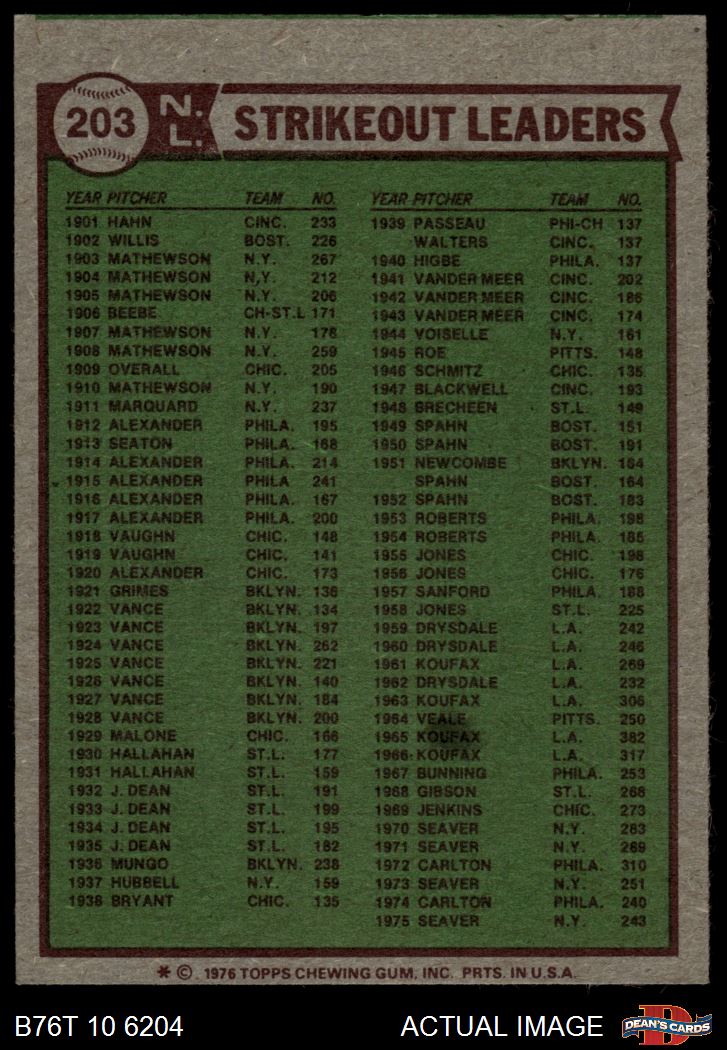 203 N.L. STRIKEOUT LEADERS
YEAR PITCHER TEAM NO.
1901 HAHN CINC. 233
1902 WILLIS BOST. 226
1903 MATHEWSON N.Y. 267
1904 MATHEWSON N,Y. 212
1905 MATHEWSON N.Y. 206
1906 BEEBE CH-ST.L 171
1907 MATHEWSON N.Y. 178
1908 MATHEWSON N.Y. 259
1909 OVERALL CHIC. 205
1910 MATHEWSON N.Y. 190
1911 MARQUARD N.Y. 237
1912 ALEXANDER PHILA. 195
1913 SEATON PHILA. 168
1914 ALEXANDER PHILA. 214
1915 ALEXANDER PHILA 241
1916 ALEXANDER PHILA. 167
1917 ALEXANDER PHILA. 200
1918 VAUGHN CHIC. 148
1919 VAUGHN CHIC. 141
1920 ALEXANDER CHIC. 173
1921 GRIMES BKLYN. 136
1922 VANCE BKLYN. 134
1923 VANCE BKLYN. 197
1924 VANCE BKLYN. 262
1925 VANCE BKLYN. 221
1926 VANCE BKLYN. 140
1927 VANCE BKLYN. 184
1928 VANCE BKLYN. 200
1929 MALONE CHIC. 166
1930 HALLAHAN ST.L. 177
1931 HALLAHAN ST.L. 159
1932 J. DEAN ST.L. 191
1933 J. DEAN ST.L. 199
1934 J. DEAN ST.L. 195
1935 J. DEAN ST.L. 182
1936 MUNGO BKLYN. 238
1937 HUBBELL N.Y. 159
1938 BRYANT CHIC. 135
YEAR PITCHER TEAM NO.
1939 PASSEAU PHI-CH 137
WALTERS CINC. 137
1940 HIGBE PHILA. 137
1941 VANDER MEER CINC. 202
1942 VANDER MEER CINC. 186
1943 VANDER MEER CINC. 174
1944 VOISELLE N.Y. 161
1945 ROE PITTS. 148
1946 SCHMITZ CHIC. 135
1947 BLACKWELL CINC. 193
1948 BRECHEEN ST.L. 149
1949 SPAHN BOST. 151
1950 SPAHN BOST. 191
1951 NEWCOMBE BKLYN. 164
SPAHN BOST. 164
1952 SPAHN BOST. 183
1953 ROBERTS PHILA. 198
1954 ROBERTS PHILA. 185
1955 JONES CHIC. 198
1956 JONES CHIC. 176
1957 SANFORD PHILA. 188
1958 JONES ST.L. 225
1959 DRYSDALE L.A. 242
1960 DRYSDALE L.A. 246
1961 KOUFAX L.A. 269
1962 DRYSDALE L.A. 232
1963 KOUFAX L.A. 306
1964 VEALE PITTS. 250
1965 KOUFAX L.A. 382
1966 KOUFAX L.A. 317
1967 BUNNING PHILA. 253
1968 GIBSON ST.L. 268
1969 JENKINS CHIC. 273
1970 SEAVER N.Y. 283
1971 SEAVER N.Y. 289
1972 CARLTON PHILA. 310
1973 SEAVER N.Y. 251
1974 CARLTON PHILA. 240
1975 SEAVER N.Y. 243
* © 1976 TOPPS CHEWING GUM, INC. PRTS. IN U.S.A.
B76T 10 6204 ACTUAL IMAGE D DEAN'S CARDS